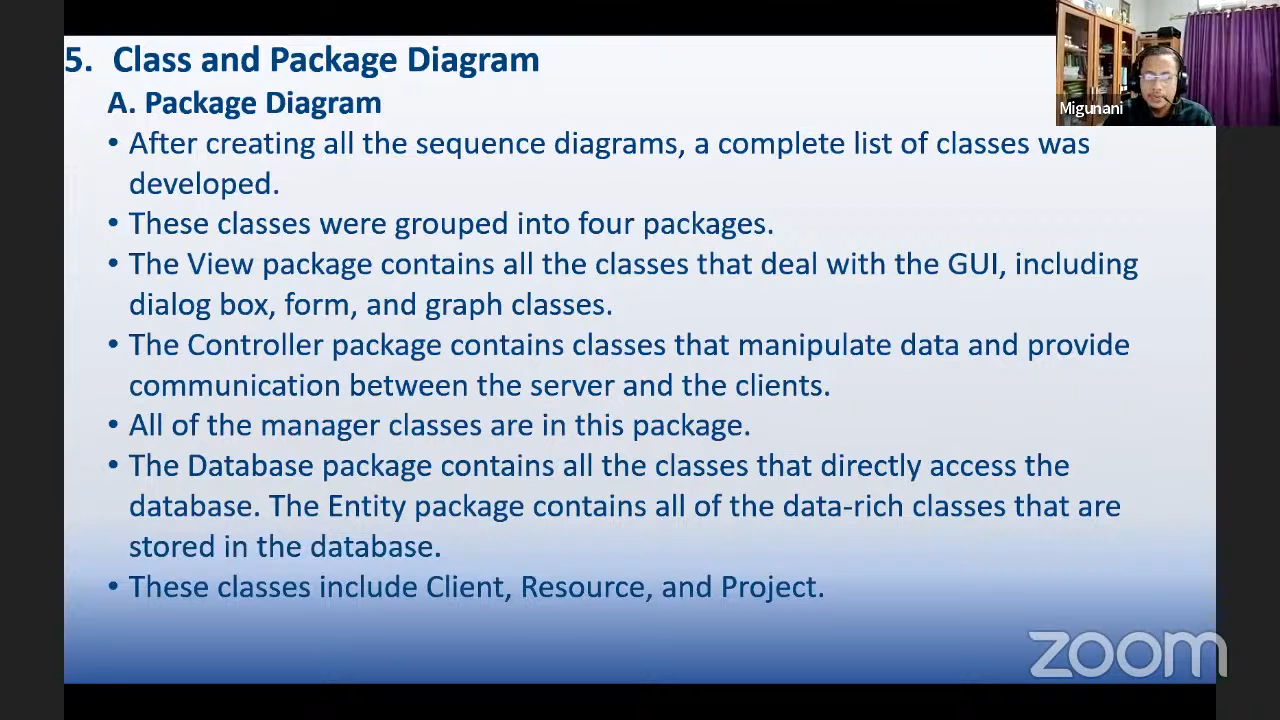 5. Class and Package Diagram
A. Package Diagram
• After creating all the sequence diagrams, a complete list of classes was
developed.
• These classes were grouped into four packages.
• The View package contains all the classes that deal with the GUI, including
dialog box, form, and graph classes.
• The Controller package contains classes that manipulate data and provide
communication between the server and the clients.
• All of the manager classes are in this package.
• The Database package contains all the classes that directly access the
database. The Entity package contains all of the data-rich classes that are
stored in the database.
• These classes include Client, Resource, and Project.
Migunani
zoom